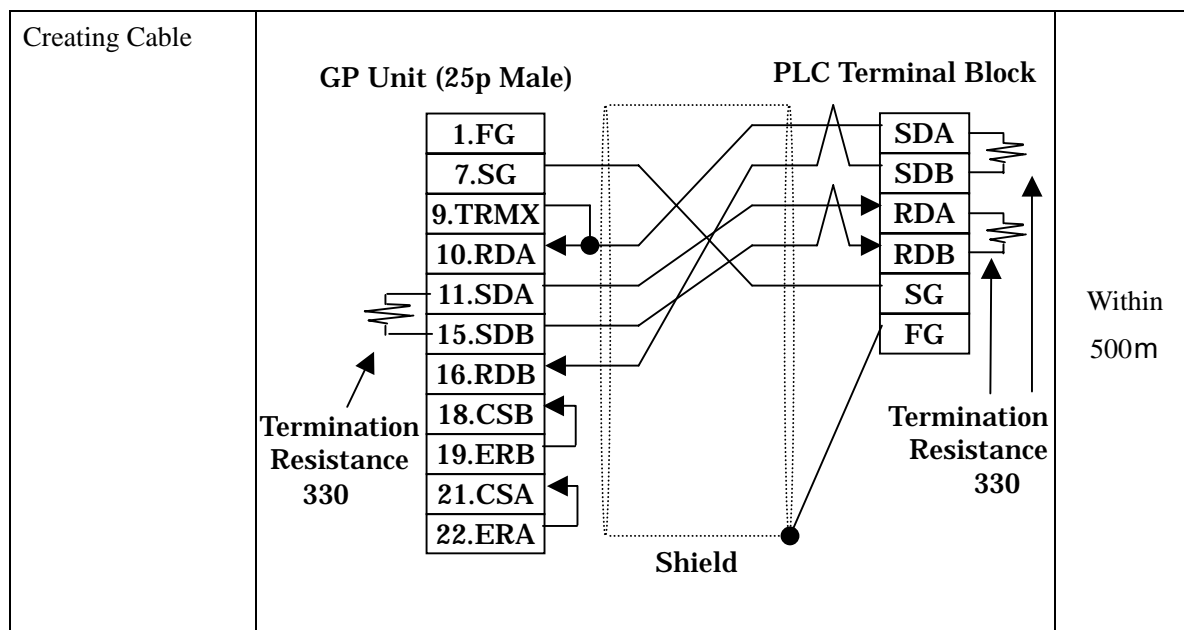 Creating Cable
GP Unit (25p Male)
1.FG
7.SG
9.TRMX
10.RDA
11.SDA
15.SDB
16.RDB
18.CSB
19.ERB
21.CSA
22.ERA
Termination
Resistance
330
Shield
PLC Terminal Block
SDA
SDB
RDA
RDB
SG
FG
Termination
Resistance
330
Within
500m